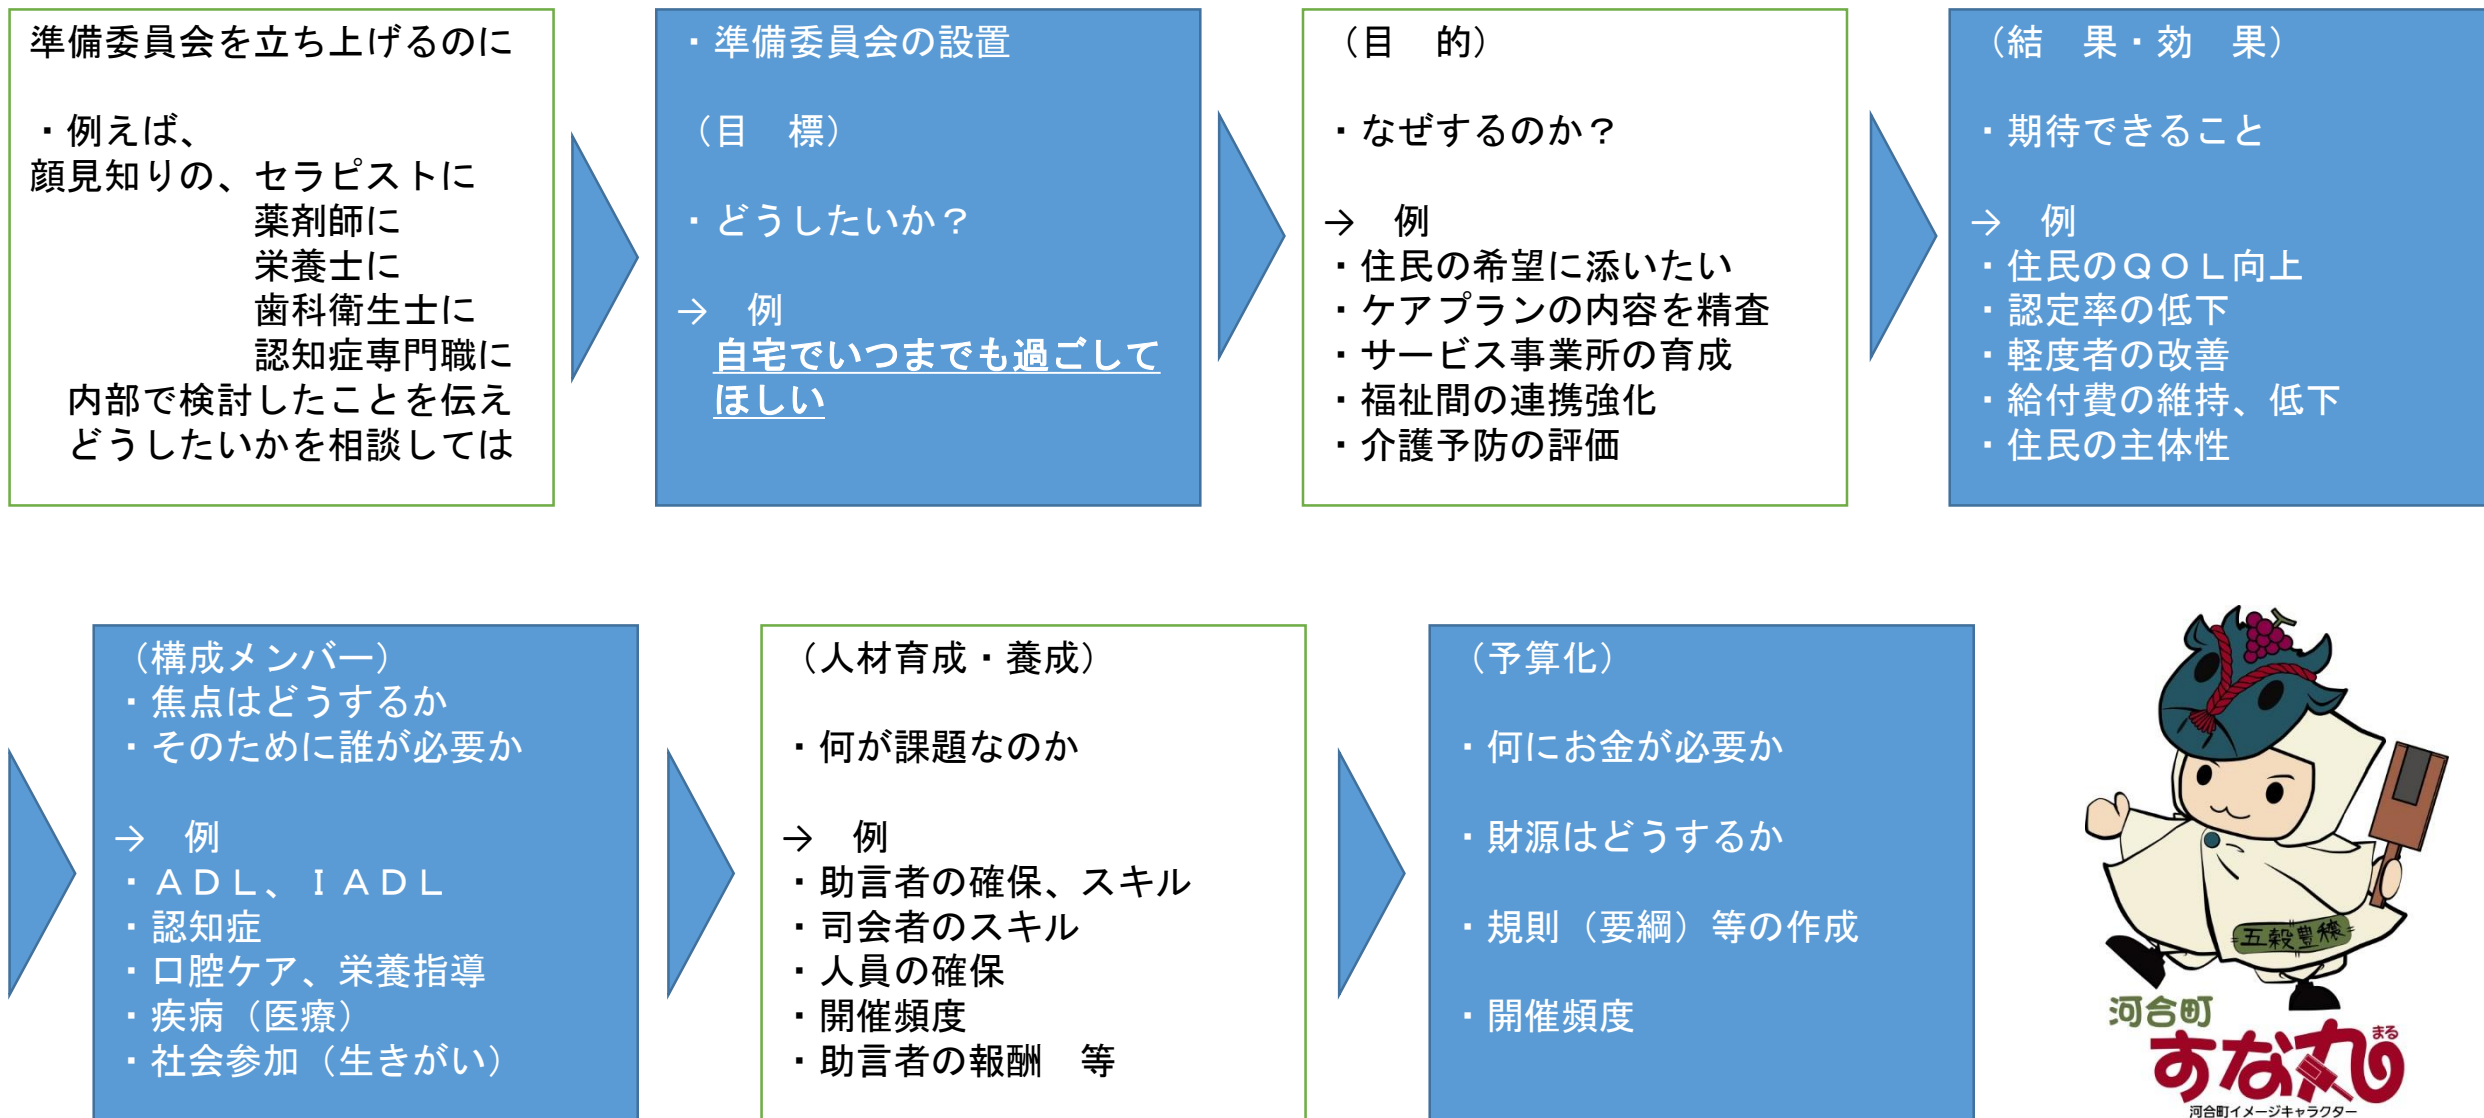 準備委員会を立ち上げるのに
・例えば、
顔見知りの、セラピストに
薬剤師に
栄養士に
歯科衛生士に
認知症専門職に
内部で検討したことを伝え
どうしたいかを相談しては
・準備委員会の設置
（目　標）
・どうしたいか？
→　例
自宅でいつまでも過ごして
ほしい
（目　的）
・なぜするのか？
→　例
・住民の希望に添いたい
・ケアプランの内容を精査
・サービス事業所の育成
・福祉間の連携強化
・介護予防の評価
（結　果・効　果）
・期待できること
→　例
・住民のＱＯＬ向上
・認定率の低下
・軽度者の改善
・給付費の維持、低下
・住民の主体性
（構成メンバー）
・焦点はどうするか
・そのために誰が必要か
→　例
・ＡＤＬ、ＩＡＤＬ
・認知症
・口腔ケア、栄養指導
・疾病（医療）
・社会参加（生きがい）
（人材育成・養成）
・何が課題なのか
→　例
・助言者の確保、スキル
・司会者のスキル
・人員の確保
・開催頻度
・助言者の報酬　等
（予算化）
・何にお金が必要か
・財源はどうするか
・規則（要綱）等の作成
・開催頻度
五穀豊穣
河合町
まる
すな丸
河合町イメージキャラクター